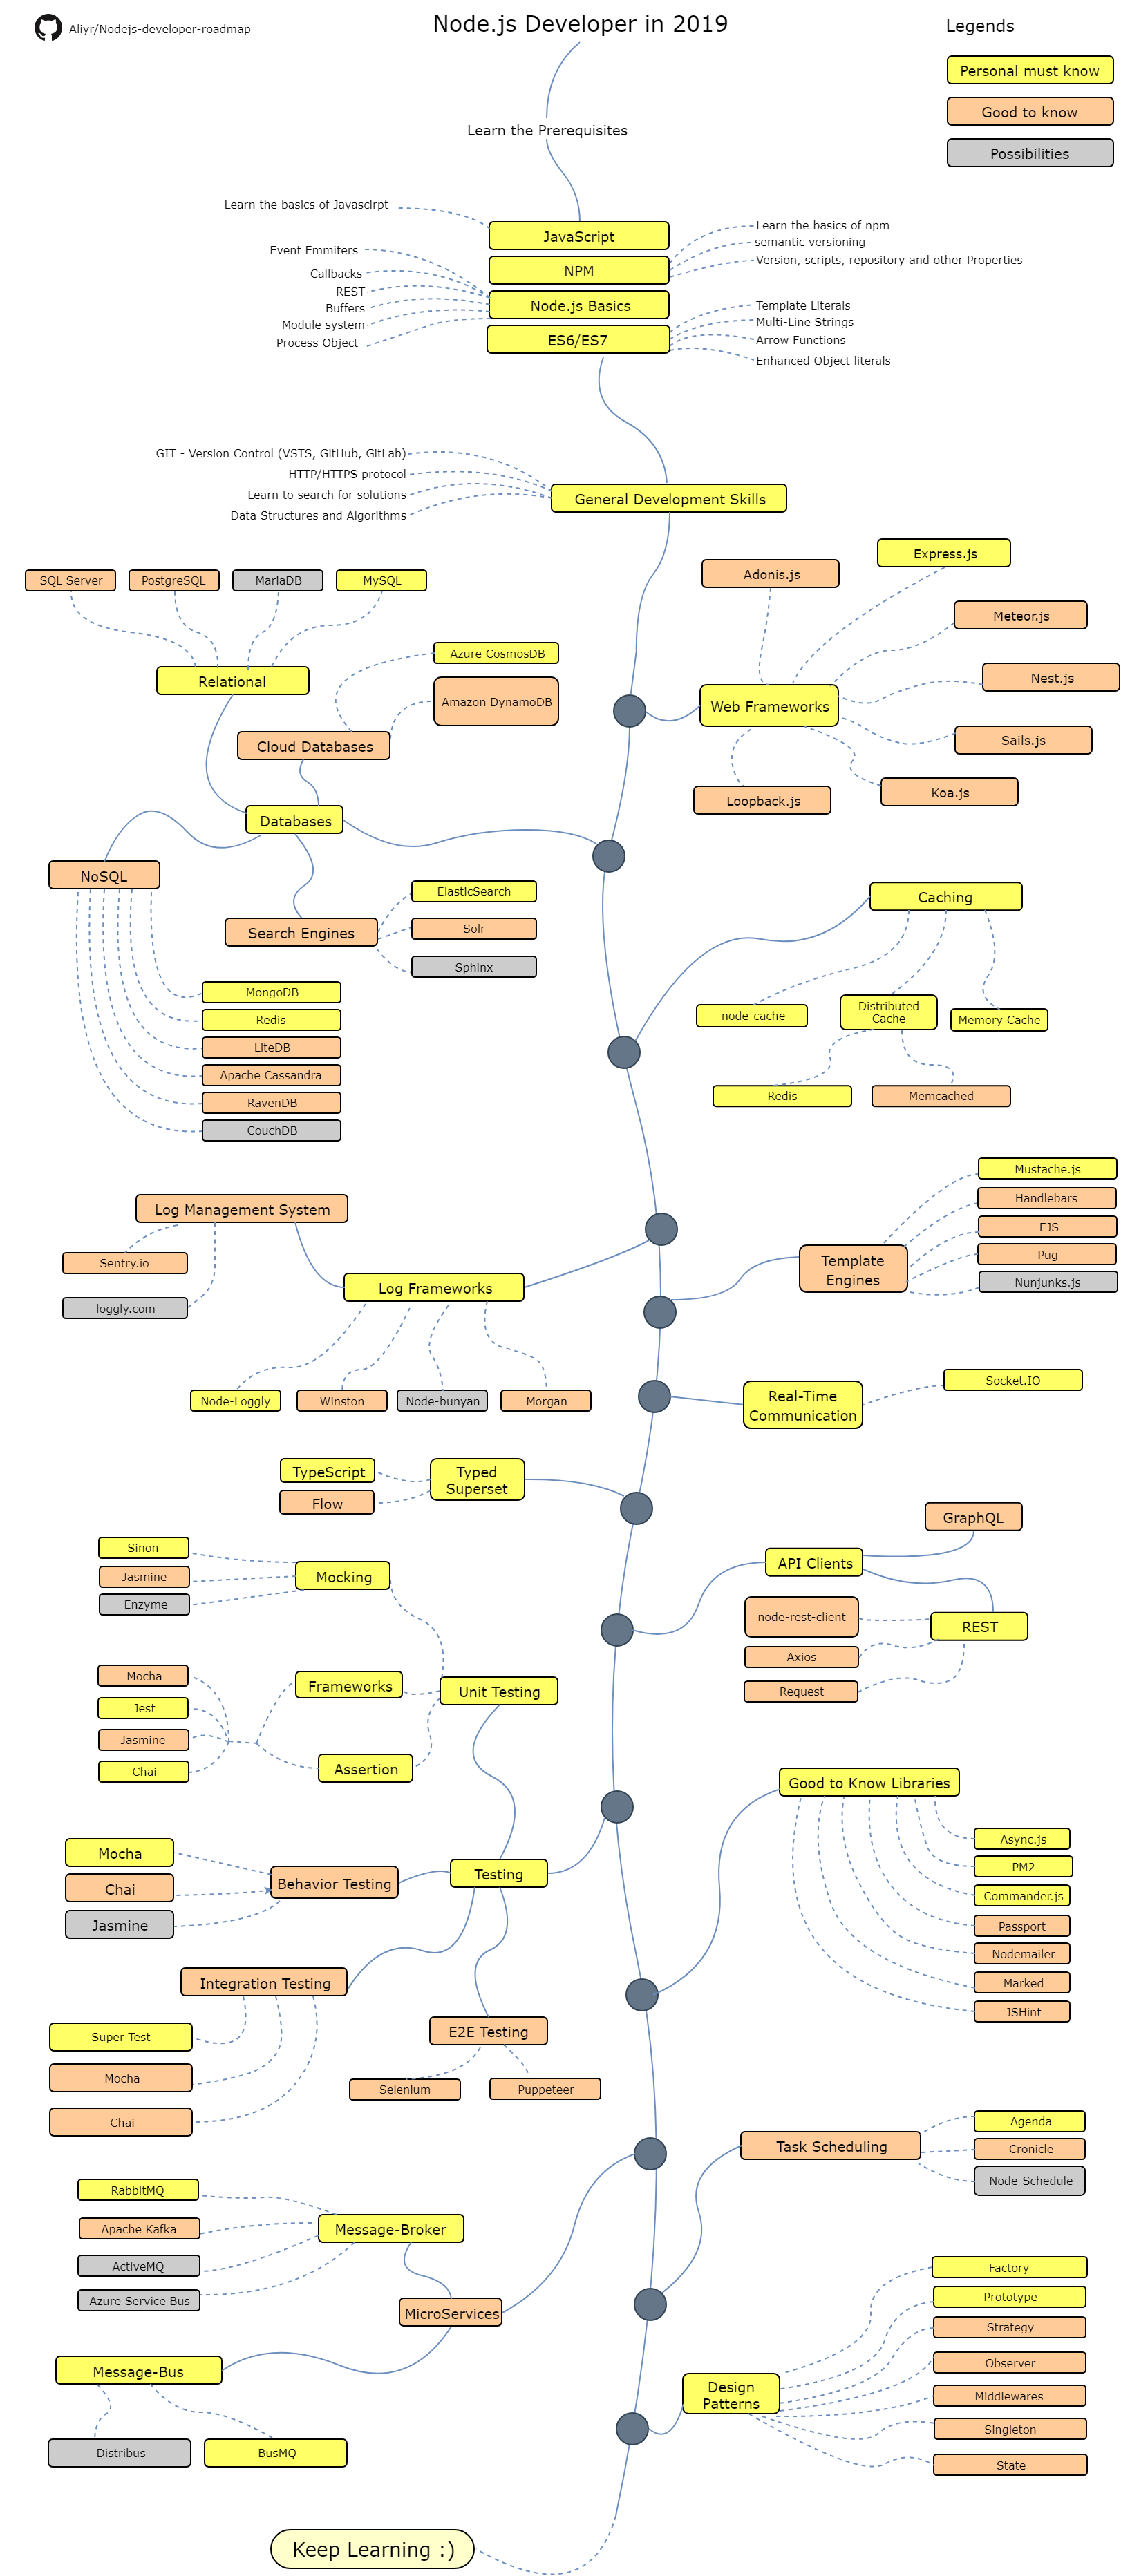 Aliyr/Nodejs-developer-roadmap
Node.js Developer in 2019
Legends
Personal must know
Good to know
Possibilities
Learn the Prerequisites
Learn the basics of Javascirpt
JavaScript
NPM
Node.js Basics
ES6/ES7
Learn the basics of npm
semantic versioning
Version, scripts, repository and other Properties
Event Emmiters
Callbacks
REST
Buffers
Module system
Process Object
Template Literals
Multi-Line Strings
Arrow Functions
Enhanced Object literals
GIT - Version Control (VSTS, GitHub, GitLab)
HTTP/HTTPS protocol
Learn to search for solutions
Data Structures and Algorithms
General Development Skills
SQL Server
PostgreSQL
MariaDB
MySQL
Relational
Azure CosmosDB
Amazon DynamoDB
Cloud Databases
Databases
Express.js
Adonis.js
Meteor.js
Nest.js
Web Frameworks
Sails.js
Koa.js
Loopback.js
NoSQL
Search Engines
ElasticSearch
Solr
Sphinx
MongoDB
Redis
LiteDB
Apache Cassandra
RavenDB
CouchDB
Caching
node-cache
Distributed
Cache
Memory Cache
Redis
Memcached
Log Management System
Sentry.io
loggly.com
Log Frameworks
Node-Loggly
Winston
Node-bunyan
Morgan
Template
Engines
Mustache.js
Handlebars
EJS
Pug
Nunjunks.js
Real-Time
Communication
Socket.IO
TypeScript
Flow
Typed
Superset
GraphQL
API Clients
REST
node-rest-client
Axios
Request
Sinon
Jasmine
Enzyme
Mocking
Mocha
Jest
Jasmine
Chai
Frameworks
Assertion
Unit Testing
Good to Know Libraries
Async.js
PM2
Commander.js
Passport
Nodemailer
Marked
JSHint
Mocha
Chai
Jasmine
Behavior Testing
Testing
Integration Testing
Super Test
Mocha
Chai
E2E Testing
Selenium
Puppeteer
Task Scheduling
Agenda
Cronicle
Node-Schedule
RabbitMQ
Apache Kafka
ActiveMQ
Azure Service Bus
Message-Broker
MicroServices
Message-Bus
Distribus
BusMQ
Design
Patterns
Factory
Prototype
Strategy
Observer
Middlewares
Singleton
State
Keep Learning :)